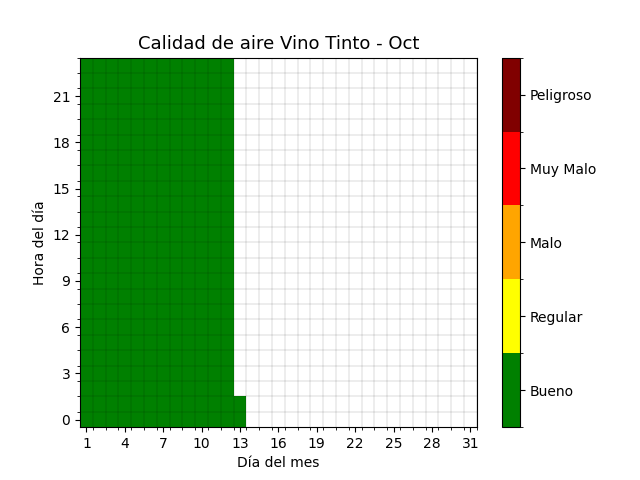 Calidad de aire Vino Tinto - Oct
Hora del día
21
18
15
12
9
6
3
0
1 4 7 10 13 16 19 22 25 28 31
Día del mes
Peligroso
Muy Malo
Malo
Regular
Bueno